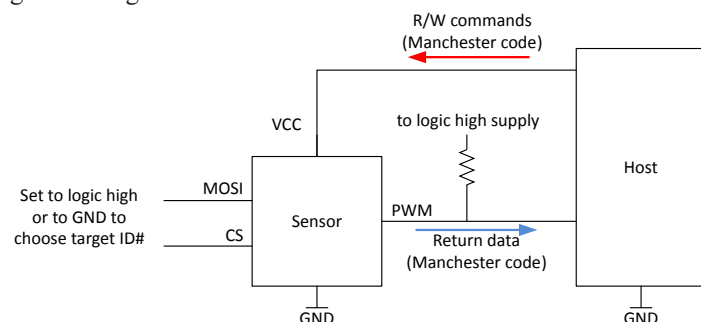 R/W commands
(Manchester code)
VCC
to logic high supply
Host
Set to logic high
or to GND to
choose target ID#
MOSI
CS
Sensor
PWM
Return data
(Manchester code)
GND
GND